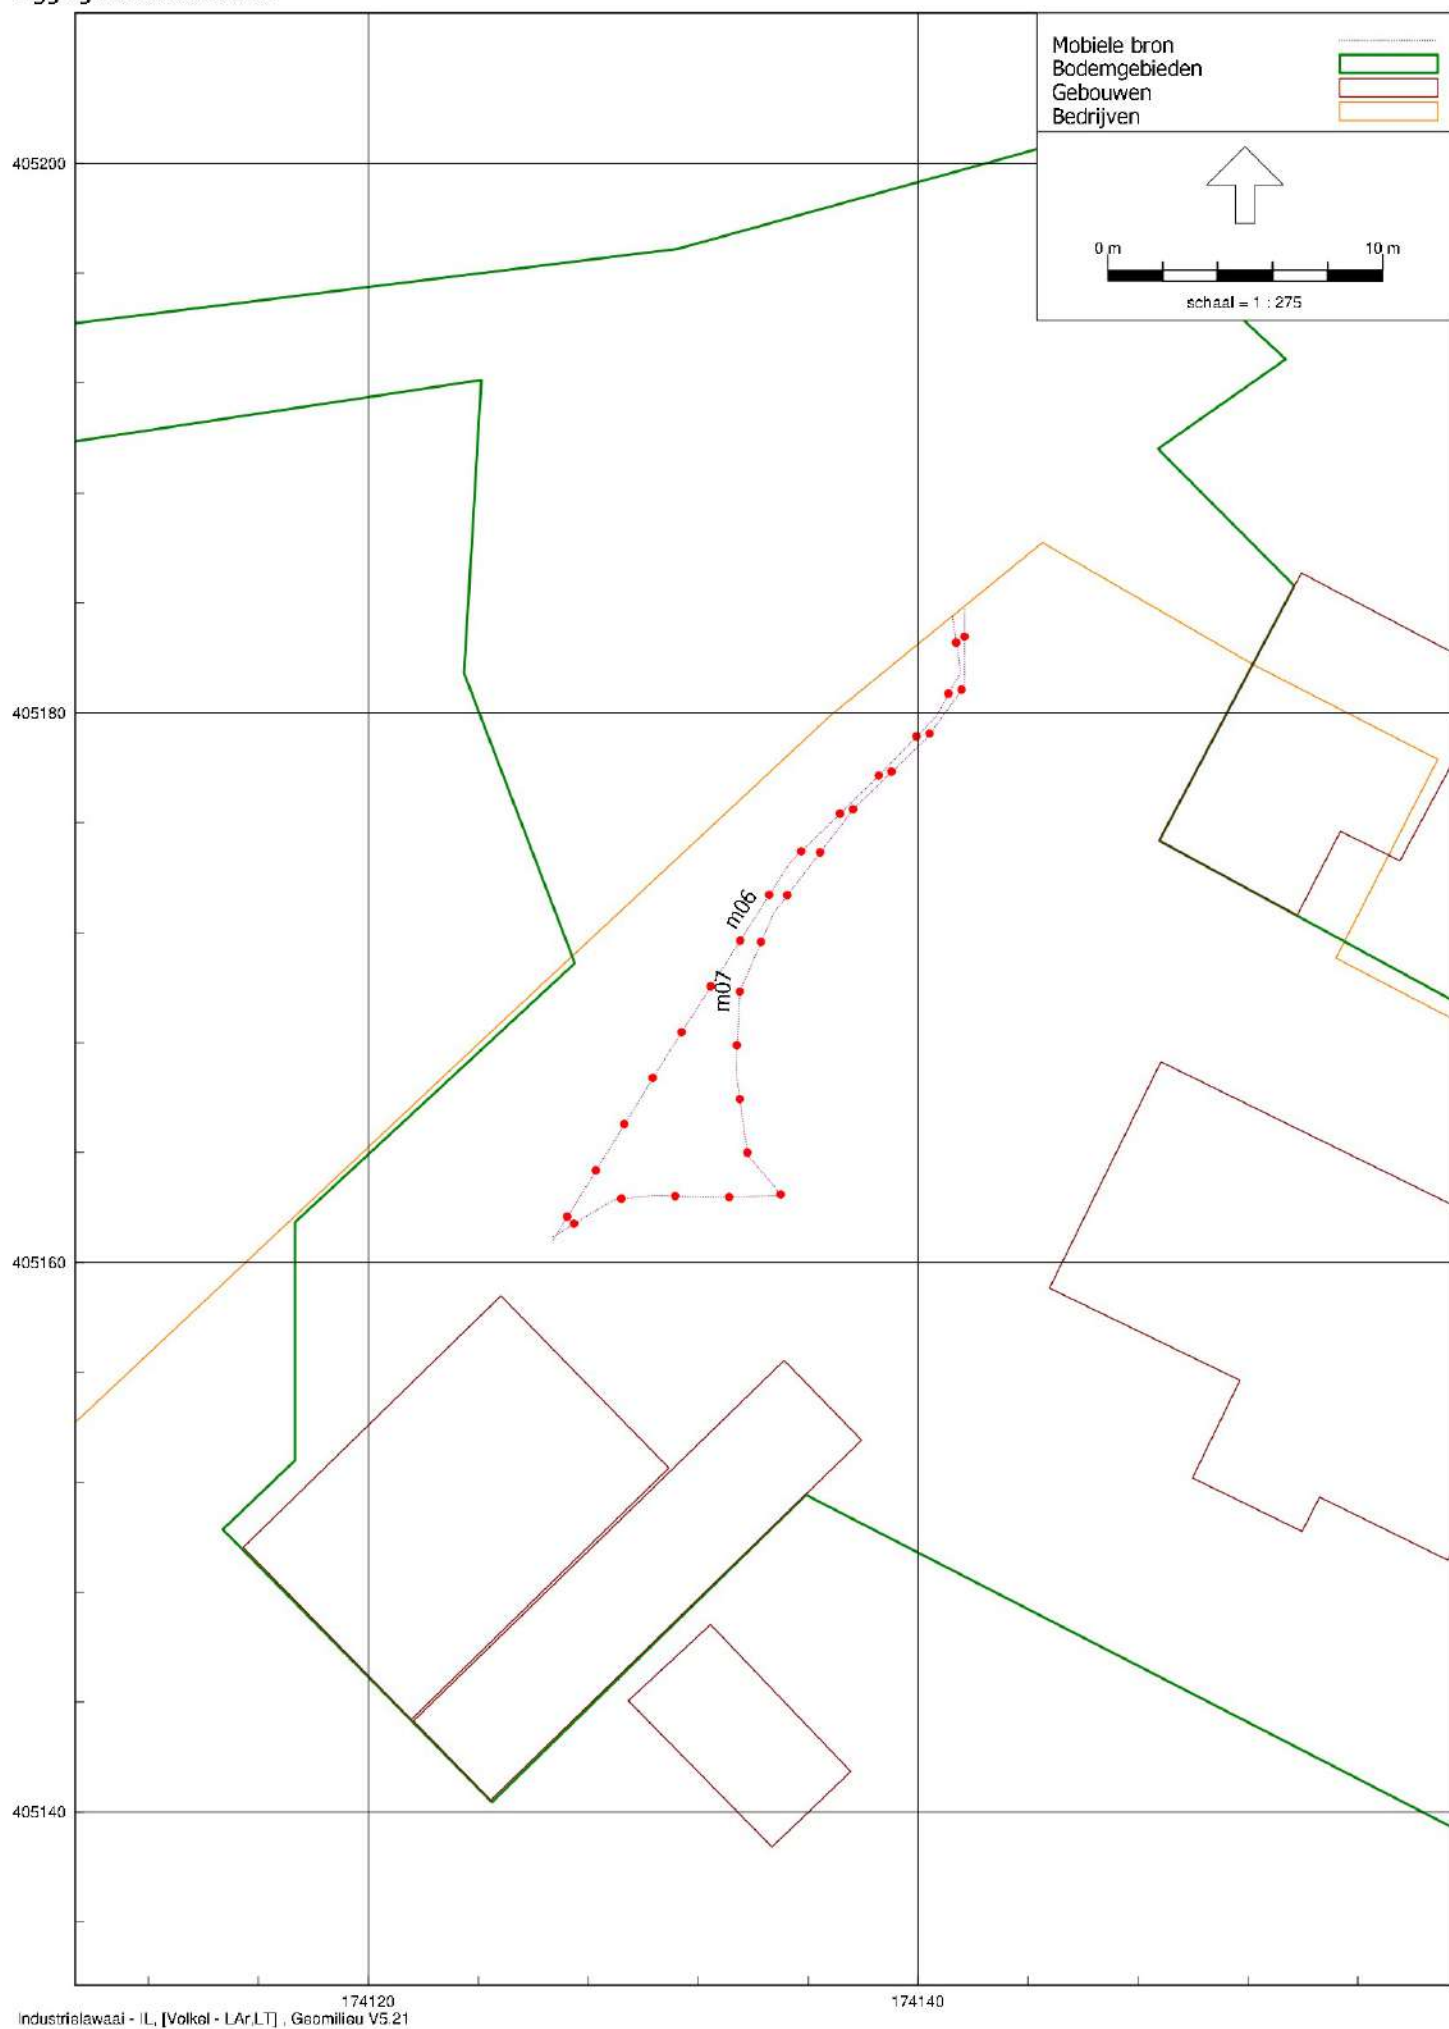 Mobiele bron
Bodemgebieden
Gebouwen
Bedrijven
405200
0 m
10 m
schaal = 1 : 275
405180
m06
m07
405160
405140
174120
174140
Industrielawaai - IL, [Volkel - LAr,LT] , Geomilieu V5.21